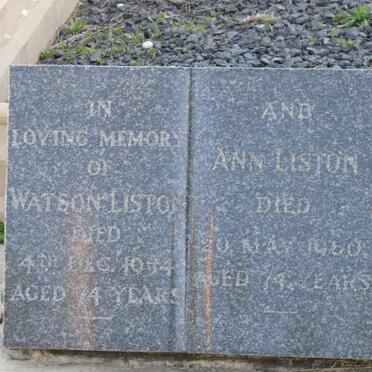 IN
LOVING MEMORY
OF
WATSON LISTON
DIED
4TH DEC. 1954
AGED 74 YEARS
AND
ANN LISTON
DIED
MAY 1960
AGED 74 YEARS